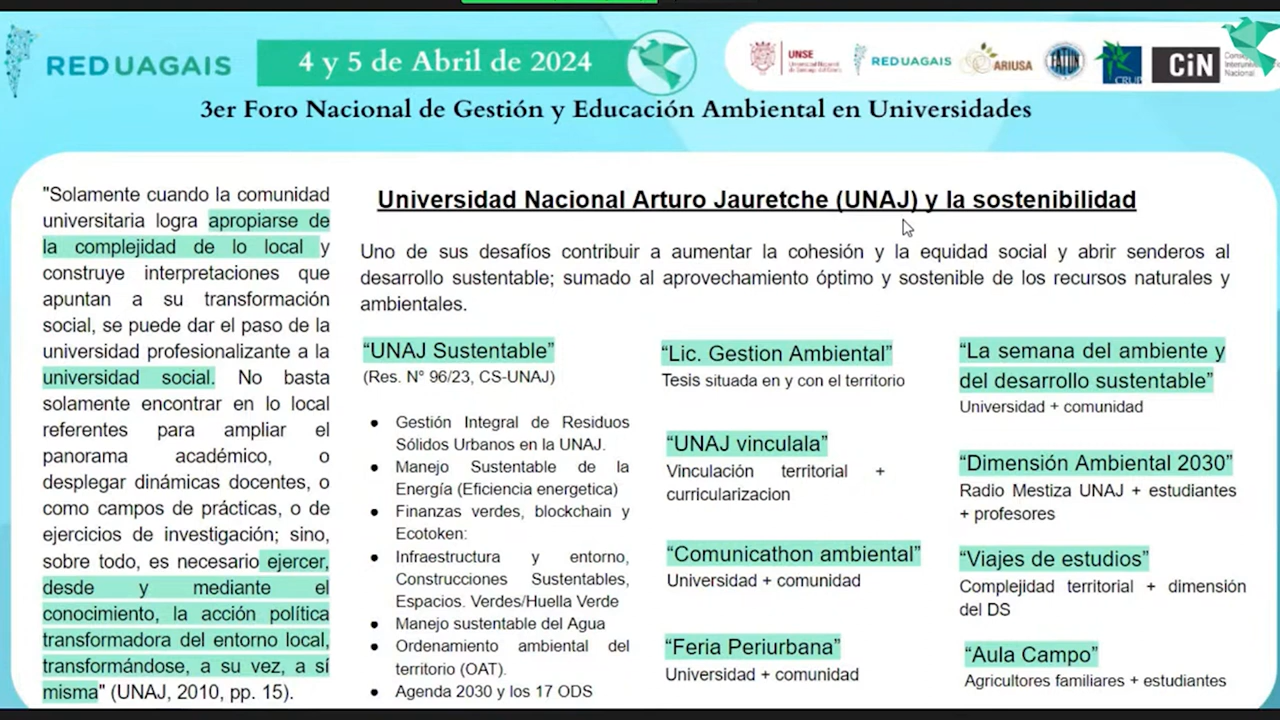 REDUAGAIS
4 y 5 de Abril de 2024
UNSE
REDUAGAIS
ARIUSA
FATUN
CRUP
CiN
Nacional
3er Foro Nacional de Gestión y Educación Ambiental en Universidades
"Solamente cuando la comunidad
universitaria logra apropiarse de
la complejidad de lo local y
construye interpretaciones que
apuntan a su transformación
social, se puede dar el paso de la
universidad profesionalizante a la
universidad social. No basta
solamente encontrar en lo local
referentes para ampliar el
panorama académico, o
desplegar dinámicas docentes, o
como campos de prácticas, o de
ejercicios de investigación; sino,
sobre todo, es necesario ejercer,
desde y mediante el
conocimiento, la acción política
transformadora del entorno local,
transformándose, a su vez, a sí
misma" (UNAJ, 2010, pp. 15).
Universidad Nacional Arturo Jauretche (UNAJ) y la sostenibilidad
Uno de sus desafíos contribuir a aumentar la cohesión y la equidad social y abrir senderos al
desarrollo sustentable; sumado al aprovechamiento óptimo y sostenible de los recursos naturales y
ambientales.
“UNAJ Sustentable”
(Res. N° 96/23, CS-UNAJ)
● Gestión Integral de Residuos
Sólidos Urbanos en la UNAJ.
● Manejo Sustentable de la
Energía (Eficiencia energetica)
● Finanzas verdes, blockchain y
Ecotoken:
● Infraestructura y entorno,
Construcciones Sustentables,
Espacios. Verdes/Huella Verde
● Manejo sustentable del Agua
● Ordenamiento ambiental del
territorio (OAT).
● Agenda 2030 y los 17 ODS
“Lic. Gestion Ambiental”
Tesis situada en y con el territorio
“UNAJ vinculala”
Vinculación territorial +
curricularizacion
“Comunicathon ambiental”
Universidad + comunidad
“Feria Periurbana”
Universidad + comunidad
“La semana del ambiente y
del desarrollo sustentable”
Universidad + comunidad
“Dimensión Ambiental 2030”
Radio Mestiza UNAJ + estudiantes
+ profesores
“Viajes de estudios”
Complejidad territorial + dimensión
del DS
“Aula Campo”
Agricultores familiares + estudiantes